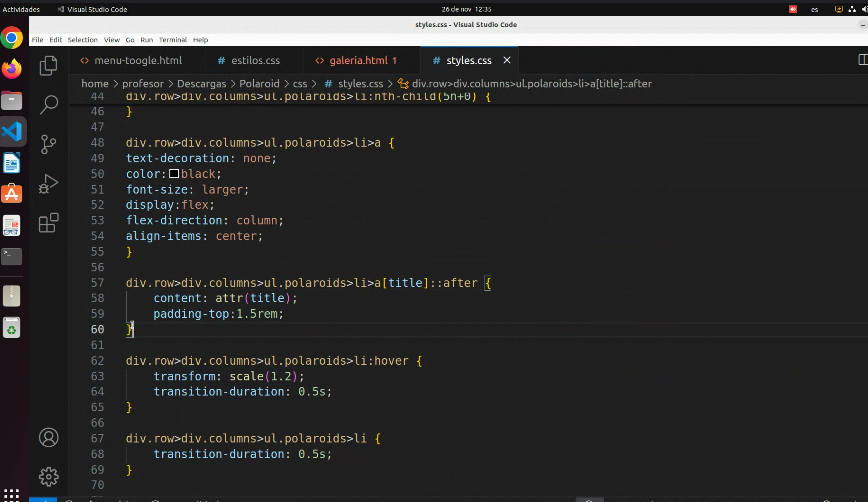 Actividades Visual Studio Code 26 de nov 12:35 es
styles.css - Visual Studio Code
File Edit Selection View Go Run Terminal Help
<> menu-toogle.html # estilos.css <> galeria.html 1 # styles.css ×
home > profesor > Descargas > Polaroid > css > # styles.css > div.row>div.columns>ul.polaroids>li>a[title]::after
44 div.row>div.columns>ul.polaroids>li:nth-child(5n+0) {
46 }
47
48 div.row>div.columns>ul.polaroids>li>a {
49 text-decoration: none;
50 color: black;
51 font-size: larger;
52 display:flex;
53 flex-direction: column;
54 align-items: center;
55 }
56
57 div.row>div.columns>ul.polaroids>li>a[title]::after {
58 content: attr(title);
59 padding-top:1.5rem;
60 }
61
62 div.row>div.columns>ul.polaroids>li:hover {
63 transform: scale(1.2);
64 transition-duration: 0.5s;
65 }
66
67 div.row>div.columns>ul.polaroids>li {
68 transition-duration: 0.5s;
69 }
70